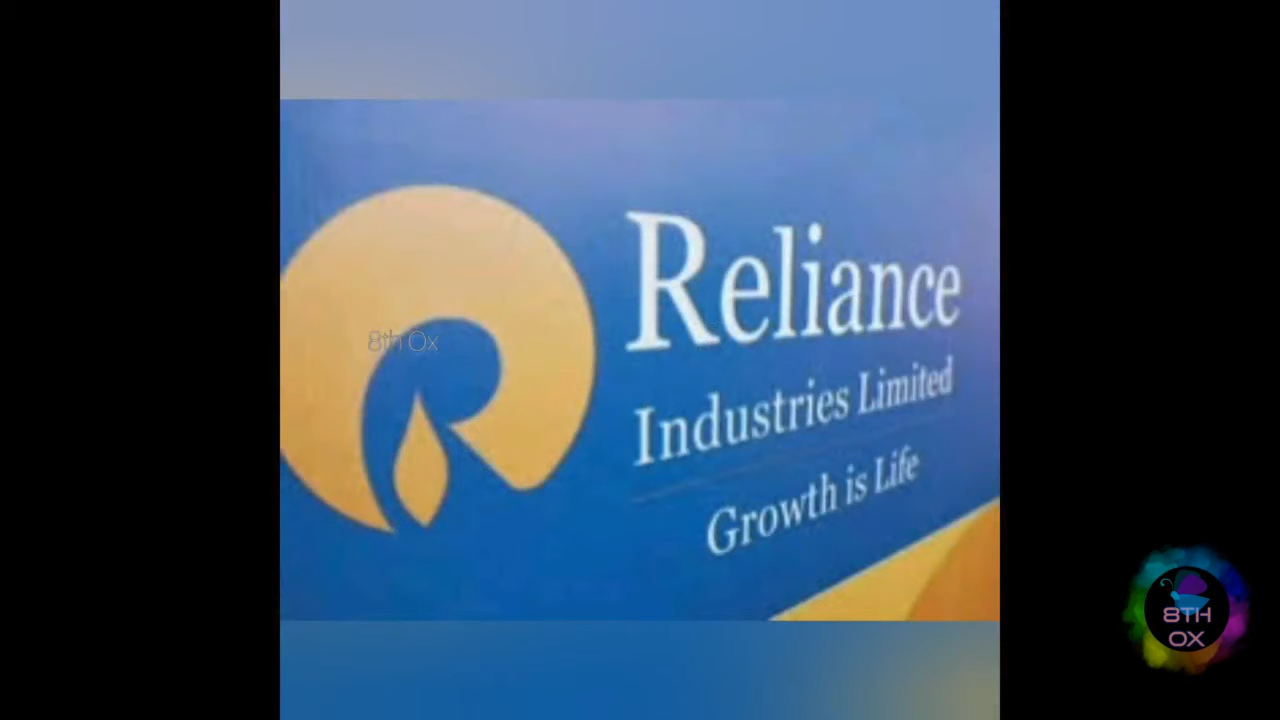 Reliance
Industries Limited
Growth is Life
8th Ox
8TH
OX